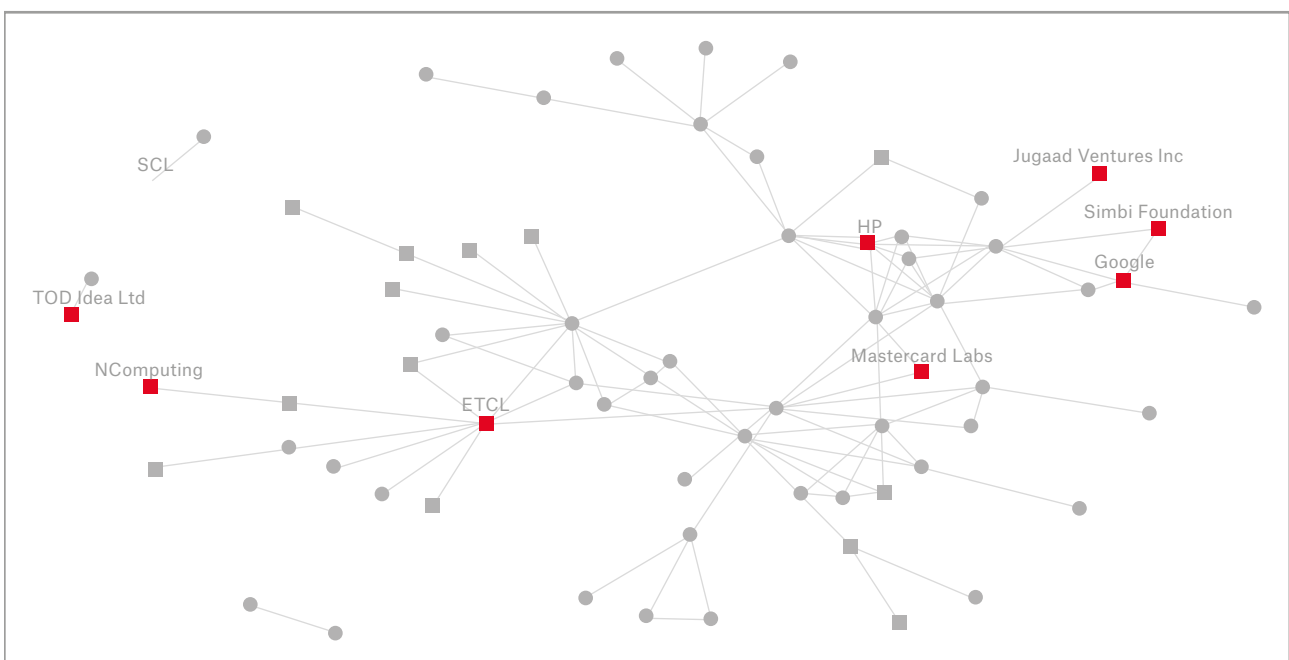 Jugaad Ventures Inc
SCL
Simbi Foundation
HP
Google
TOD Idea Ltd
Mastercard Labs
NComputing
ETCL